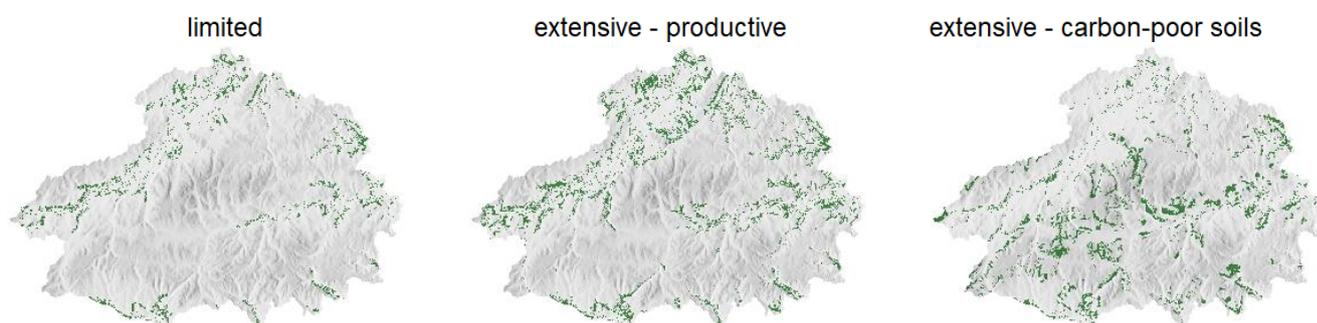 limited
extensive - productive
extensive - carbon-poor soils